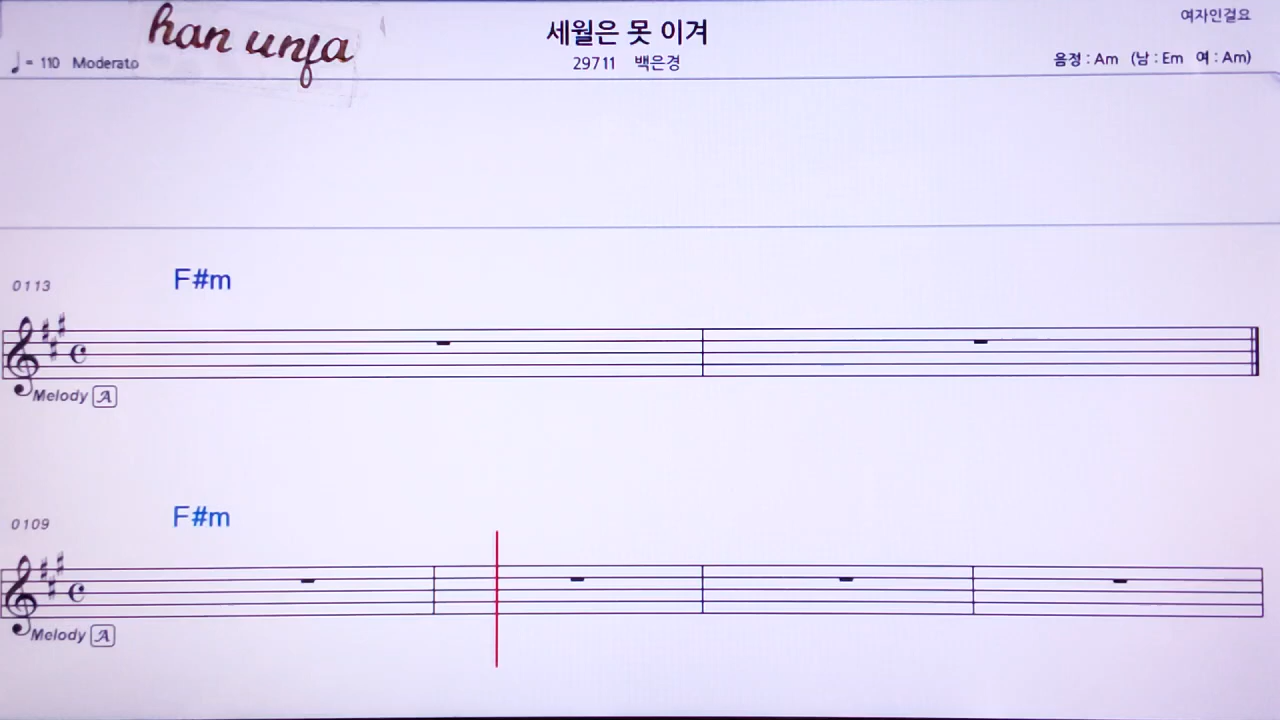 han unfa
세월은 못 이겨
여자인걸요
♩ = 110 Moderato
29711 백은경
음정 : Am (남 : Em 여 : Am)
0113
F#m
Melody A
0109
F#m
Melody A